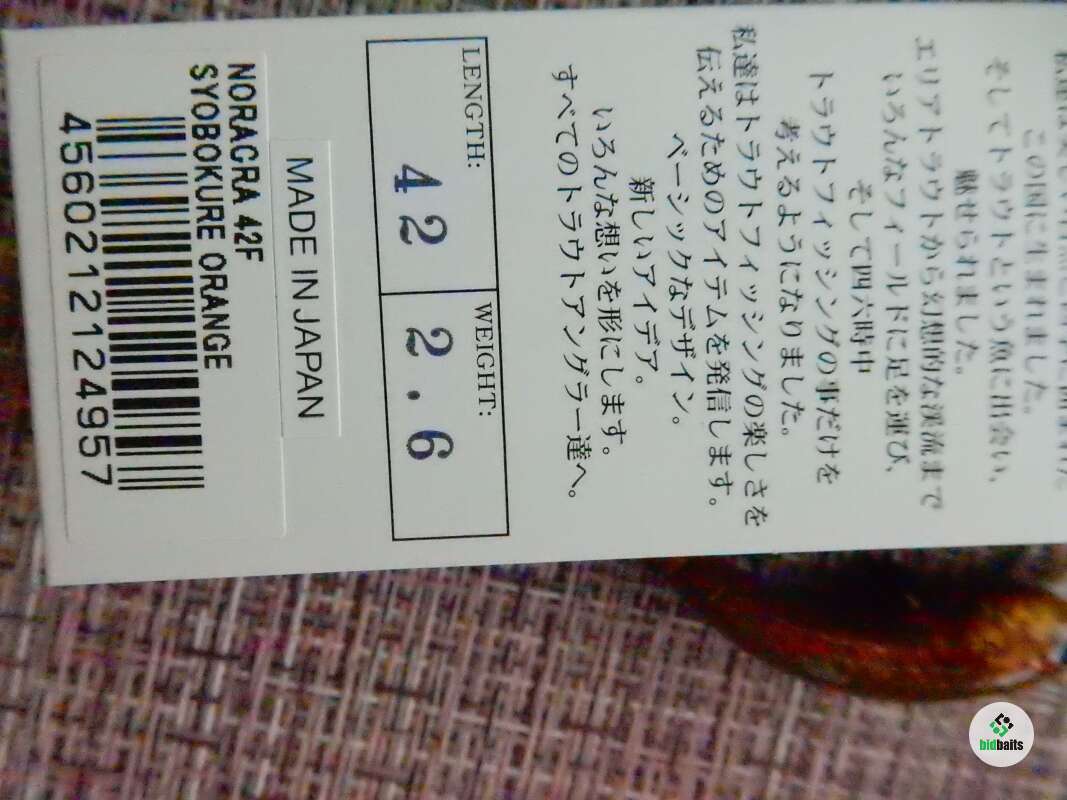 この国に生まれました。
そしてトラウトという魚に出会い、
魅せられました。
エリアトラウトから幻想的な渓流まで
いろんなフィールドに足を運び、
そして四六時中
トラウトフィッシングの事だけを
考えるようになりました。
私達はトラウトフィッシングの楽しさを
伝えるためのアイテムを発信します。
ベーシックなデザイン。
新しいアイデア。
いろんな想いを形にします。
すべてのトラウトアングラー達へ。
LENGTH: WEIGHT:
42 2.6
MADE IN JAPAN
NORAGRA 42F
SYOBOKURE ORANGE
4560212124957
bidbaits